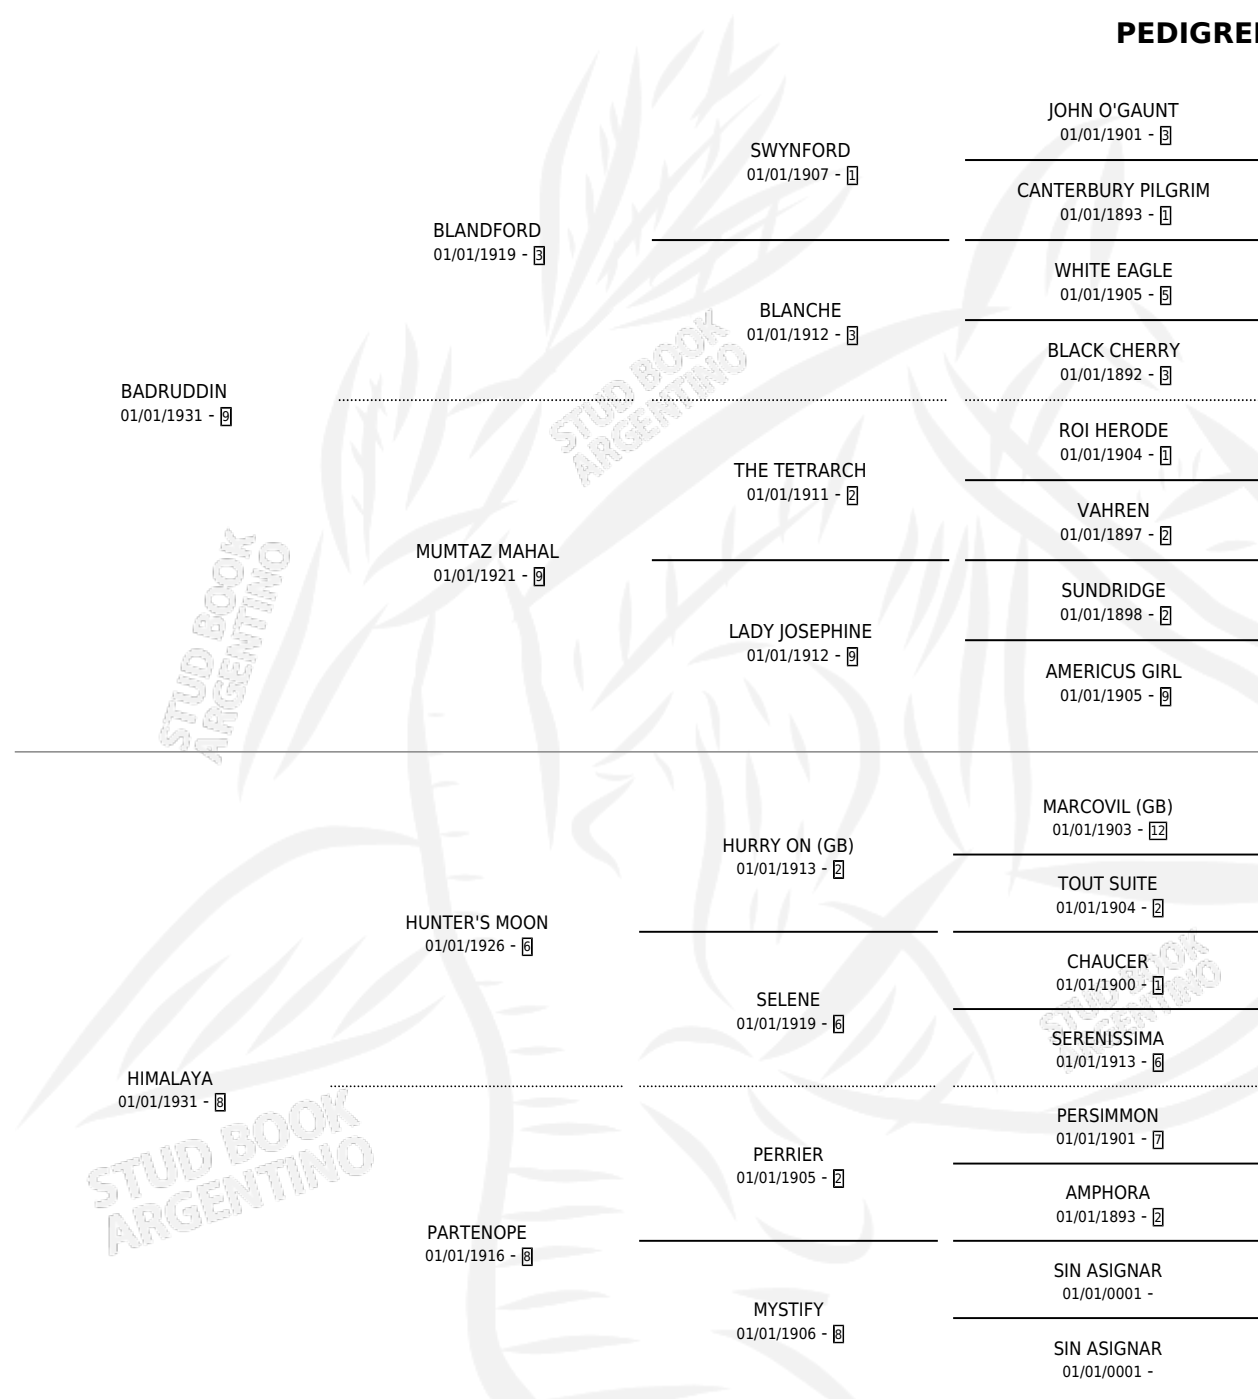 PEDIGREE
JOHN O'GAUNT
01/01/1901 - 3
SWYNFORD
01/01/1907 - 1
CANTERBURY PILGRIM
01/01/1893 - 1
BLANDFORD
01/01/1919 - 3
WHITE EAGLE
01/01/1905 - 5
BLANCHE
01/01/1912 - 3
BLACK CHERRY
01/01/1892 - 3
BADRUDDIN
01/01/1931 - 9
ROI HERODE
01/01/1904 - 1
THE TETRARCH
01/01/1911 - 2
VAHREN
01/01/1897 - 2
MUMTAZ MAHAL
01/01/1921 - 9
SUNDRIDGE
01/01/1898 - 2
LADY JOSEPHINE
01/01/1912 - 9
AMERICUS GIRL
01/01/1905 - 9
MARCOVIL (GB)
01/01/1903 - 12
HURRY ON (GB)
01/01/1913 - 2
TOUT SUITE
01/01/1904 - 2
HUNTER'S MOON
01/01/1926 - 6
CHAUCER
01/01/1900 - 1
SELENE
01/01/1919 - 6
SERENISSIMA
01/01/1913 - 6
HIMALAYA
01/01/1931 - 8
PERSIMMON
01/01/1901 - 7
PERRIER
01/01/1905 - 2
AMPHORA
01/01/1893 - 2
PARTENOPE
01/01/1916 - 8
SIN ASIGNAR
01/01/0001 -
MYSTIFY
01/01/1906 - 8
SIN ASIGNAR
01/01/0001 -
STUD BOOK
ARGENTINO
STUD BOOK
ARGENTINO
STUD BOOK
ARGENTINO
STUD BOOK
ARGENTINO